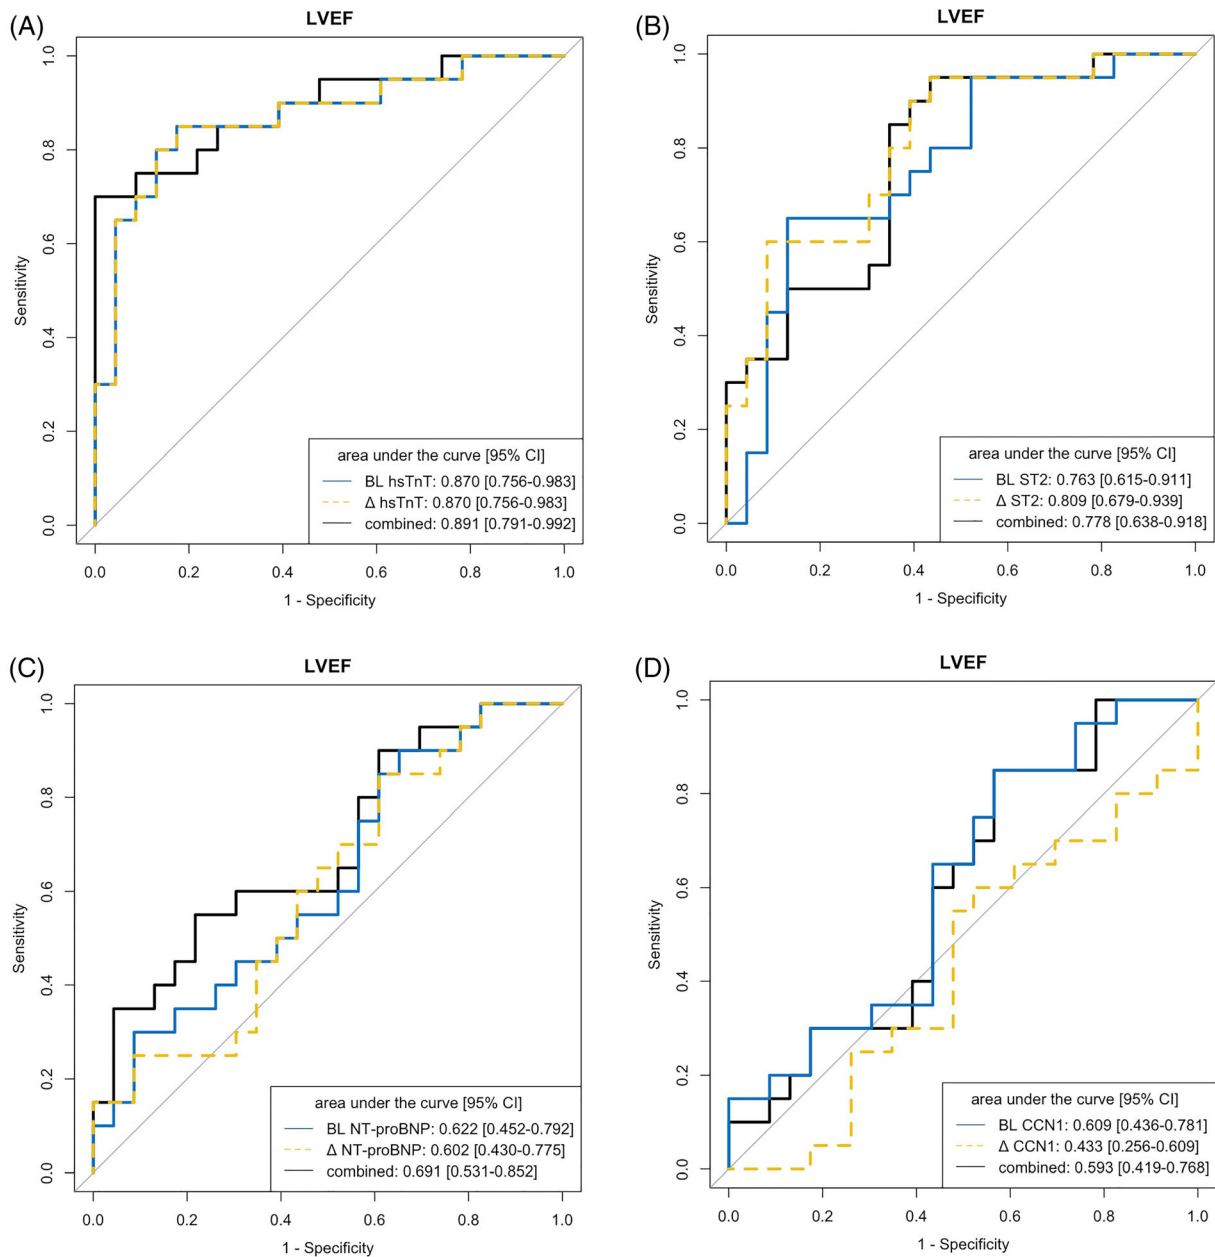 (A)
LVEF
Sensitivity
1.0
0.8
0.6
0.4
0.2
0.0
area under the curve [95% CI]
BL hsTnT: 0.870 [0.756-0.983]
Δ hsTnT: 0.870 [0.756-0.983]
combined: 0.891 [0.791-0.992]
0.0 0.2 0.4 0.6 0.8 1.0
1 - Specificity
(B)
LVEF
Sensitivity
1.0
0.8
0.6
0.4
0.2
0.0
area under the curve [95% CI]
BL ST2: 0.763 [0.615-0.911]
Δ ST2: 0.809 [0.679-0.939]
combined: 0.778 [0.638-0.918]
0.0 0.2 0.4 0.6 0.8 1.0
1 - Specificity
(C)
LVEF
Sensitivity
1.0
0.8
0.6
0.4
0.2
0.0
area under the curve [95% CI]
BL NT-proBNP: 0.622 [0.452-0.792]
Δ NT-proBNP: 0.602 [0.430-0.775]
combined: 0.691 [0.531-0.852]
0.0 0.2 0.4 0.6 0.8 1.0
1 - Specificity
(D)
LVEF
Sensitivity
1.0
0.8
0.6
0.4
0.2
0.0
area under the curve [95% CI]
BL CCN1: 0.609 [0.436-0.781]
Δ CCN1: 0.433 [0.256-0.609]
combined: 0.593 [0.419-0.768]
0.0 0.2 0.4 0.6 0.8 1.0
1 - Specificity